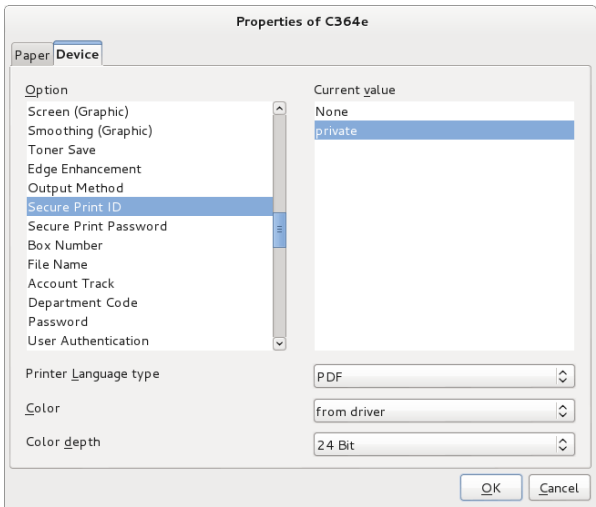 Properties of C364e
Paper Device
Option
Screen (Graphic)
Smoothing (Graphic)
Toner Save
Edge Enhancement
Output Method
Secure Print ID
Secure Print Password
Box Number
File Name
Account Track
Department Code
Password
User Authentication
Current value
None
private
Printer Language type
PDF
Color
from driver
Color depth
24 Bit
OK Cancel